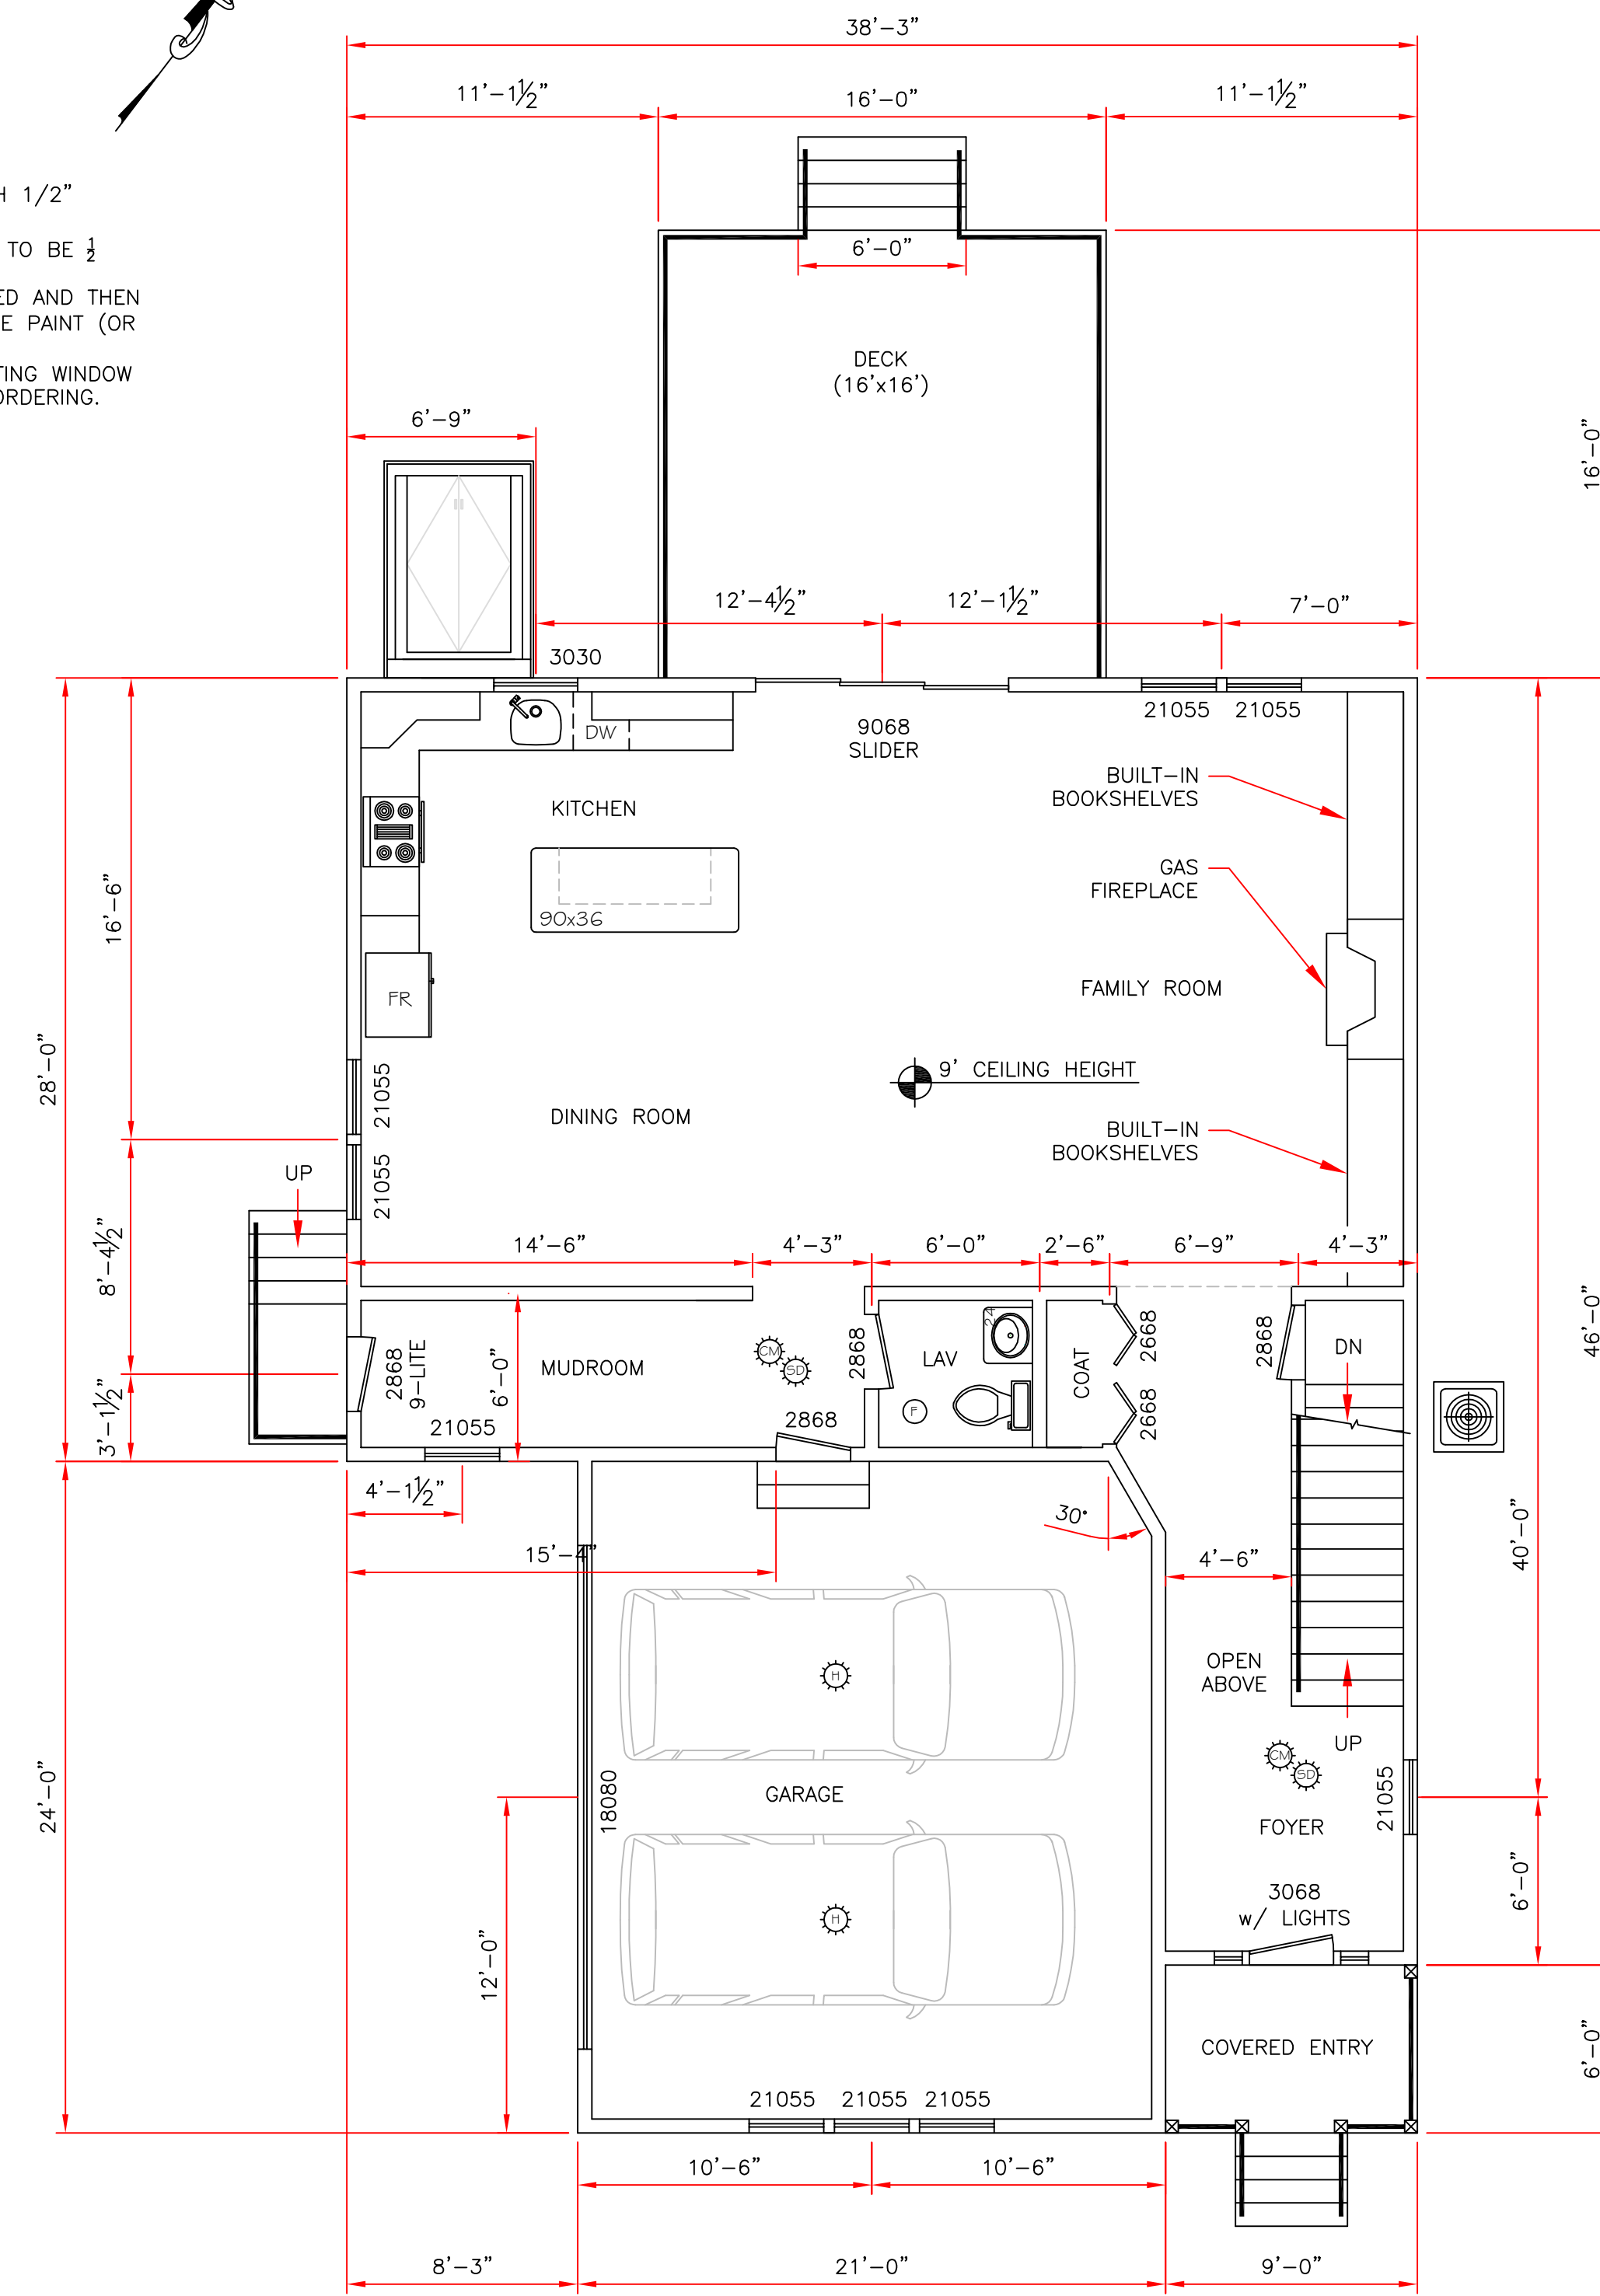 38'-3"
11'-1½"
16'-0"
11'-1½"
H 1/2"
TO BE ½
ED AND THEN
E PAINT (OR
TING WINDOW
ORDERING.
6'-0"
DECK
(16'x16')
6'-9"
16'-0"
12'-4½"
12'-1½"
7'-0"
3030
21055
21055
DW
9068
SLIDER
BUILT-IN
BOOKSHELVES
KITCHEN
GAS
FIREPLACE
90x36
16'-6"
FR
FAMILY ROOM
28'-0"
9' CEILING HEIGHT
21055
DINING ROOM
BUILT-IN
BOOKSHELVES
UP
21055
8'-4½"
14'-6"
4'-3"
6'-0"
2'-6"
6'-9"
4'-3"
46'-0"
24
2868
9-LITE
6'-0"
MUDROOM
CM
SD
2868
LAV
COAT
2668
2868
DN
3'-1½"
21055
2868
F
2668
4'-1½"
30°
15'-4"
4'-6"
40'-0"
H
OPEN
ABOVE
UP
CM
SD
24'-0"
18080
GARAGE
21055
FOYER
6'-0"
3068
w/ LIGHTS
H
12'-0"
COVERED ENTRY
6'-0"
21055
21055
21055
10'-6"
10'-6"
8'-3"
21'-0"
9'-0"